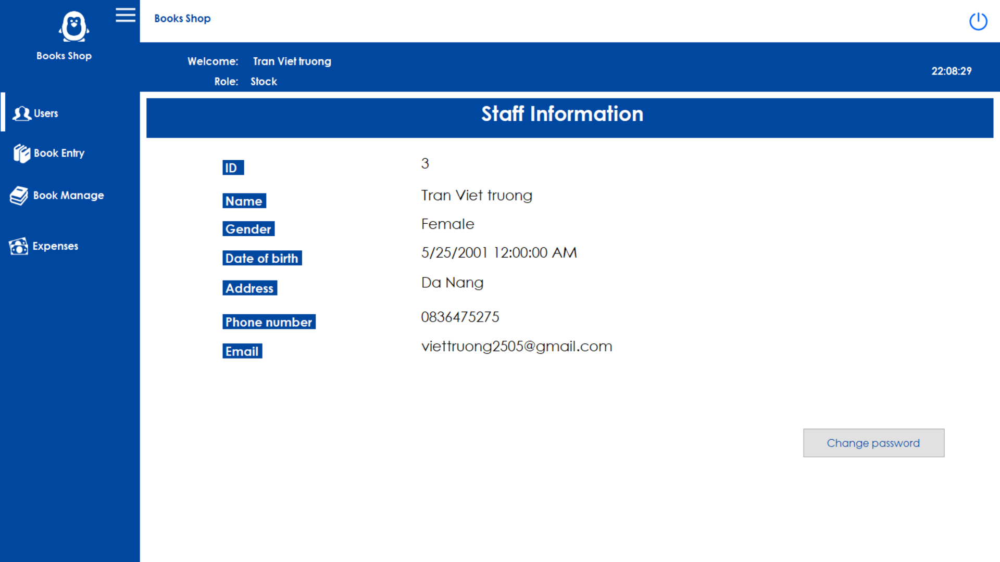 Books Shop
Books Shop
Welcome: Tran Viet truong
Role: Stock
22:08:29
Users
Book Entry
Book Manage
Expenses
Staff Information
ID 3
Name Tran Viet truong
Gender Female
Date of birth 5/25/2001 12:00:00 AM
Address Da Nang
Phone number 0836475275
Email viettruong2505@gmail.com
Change password